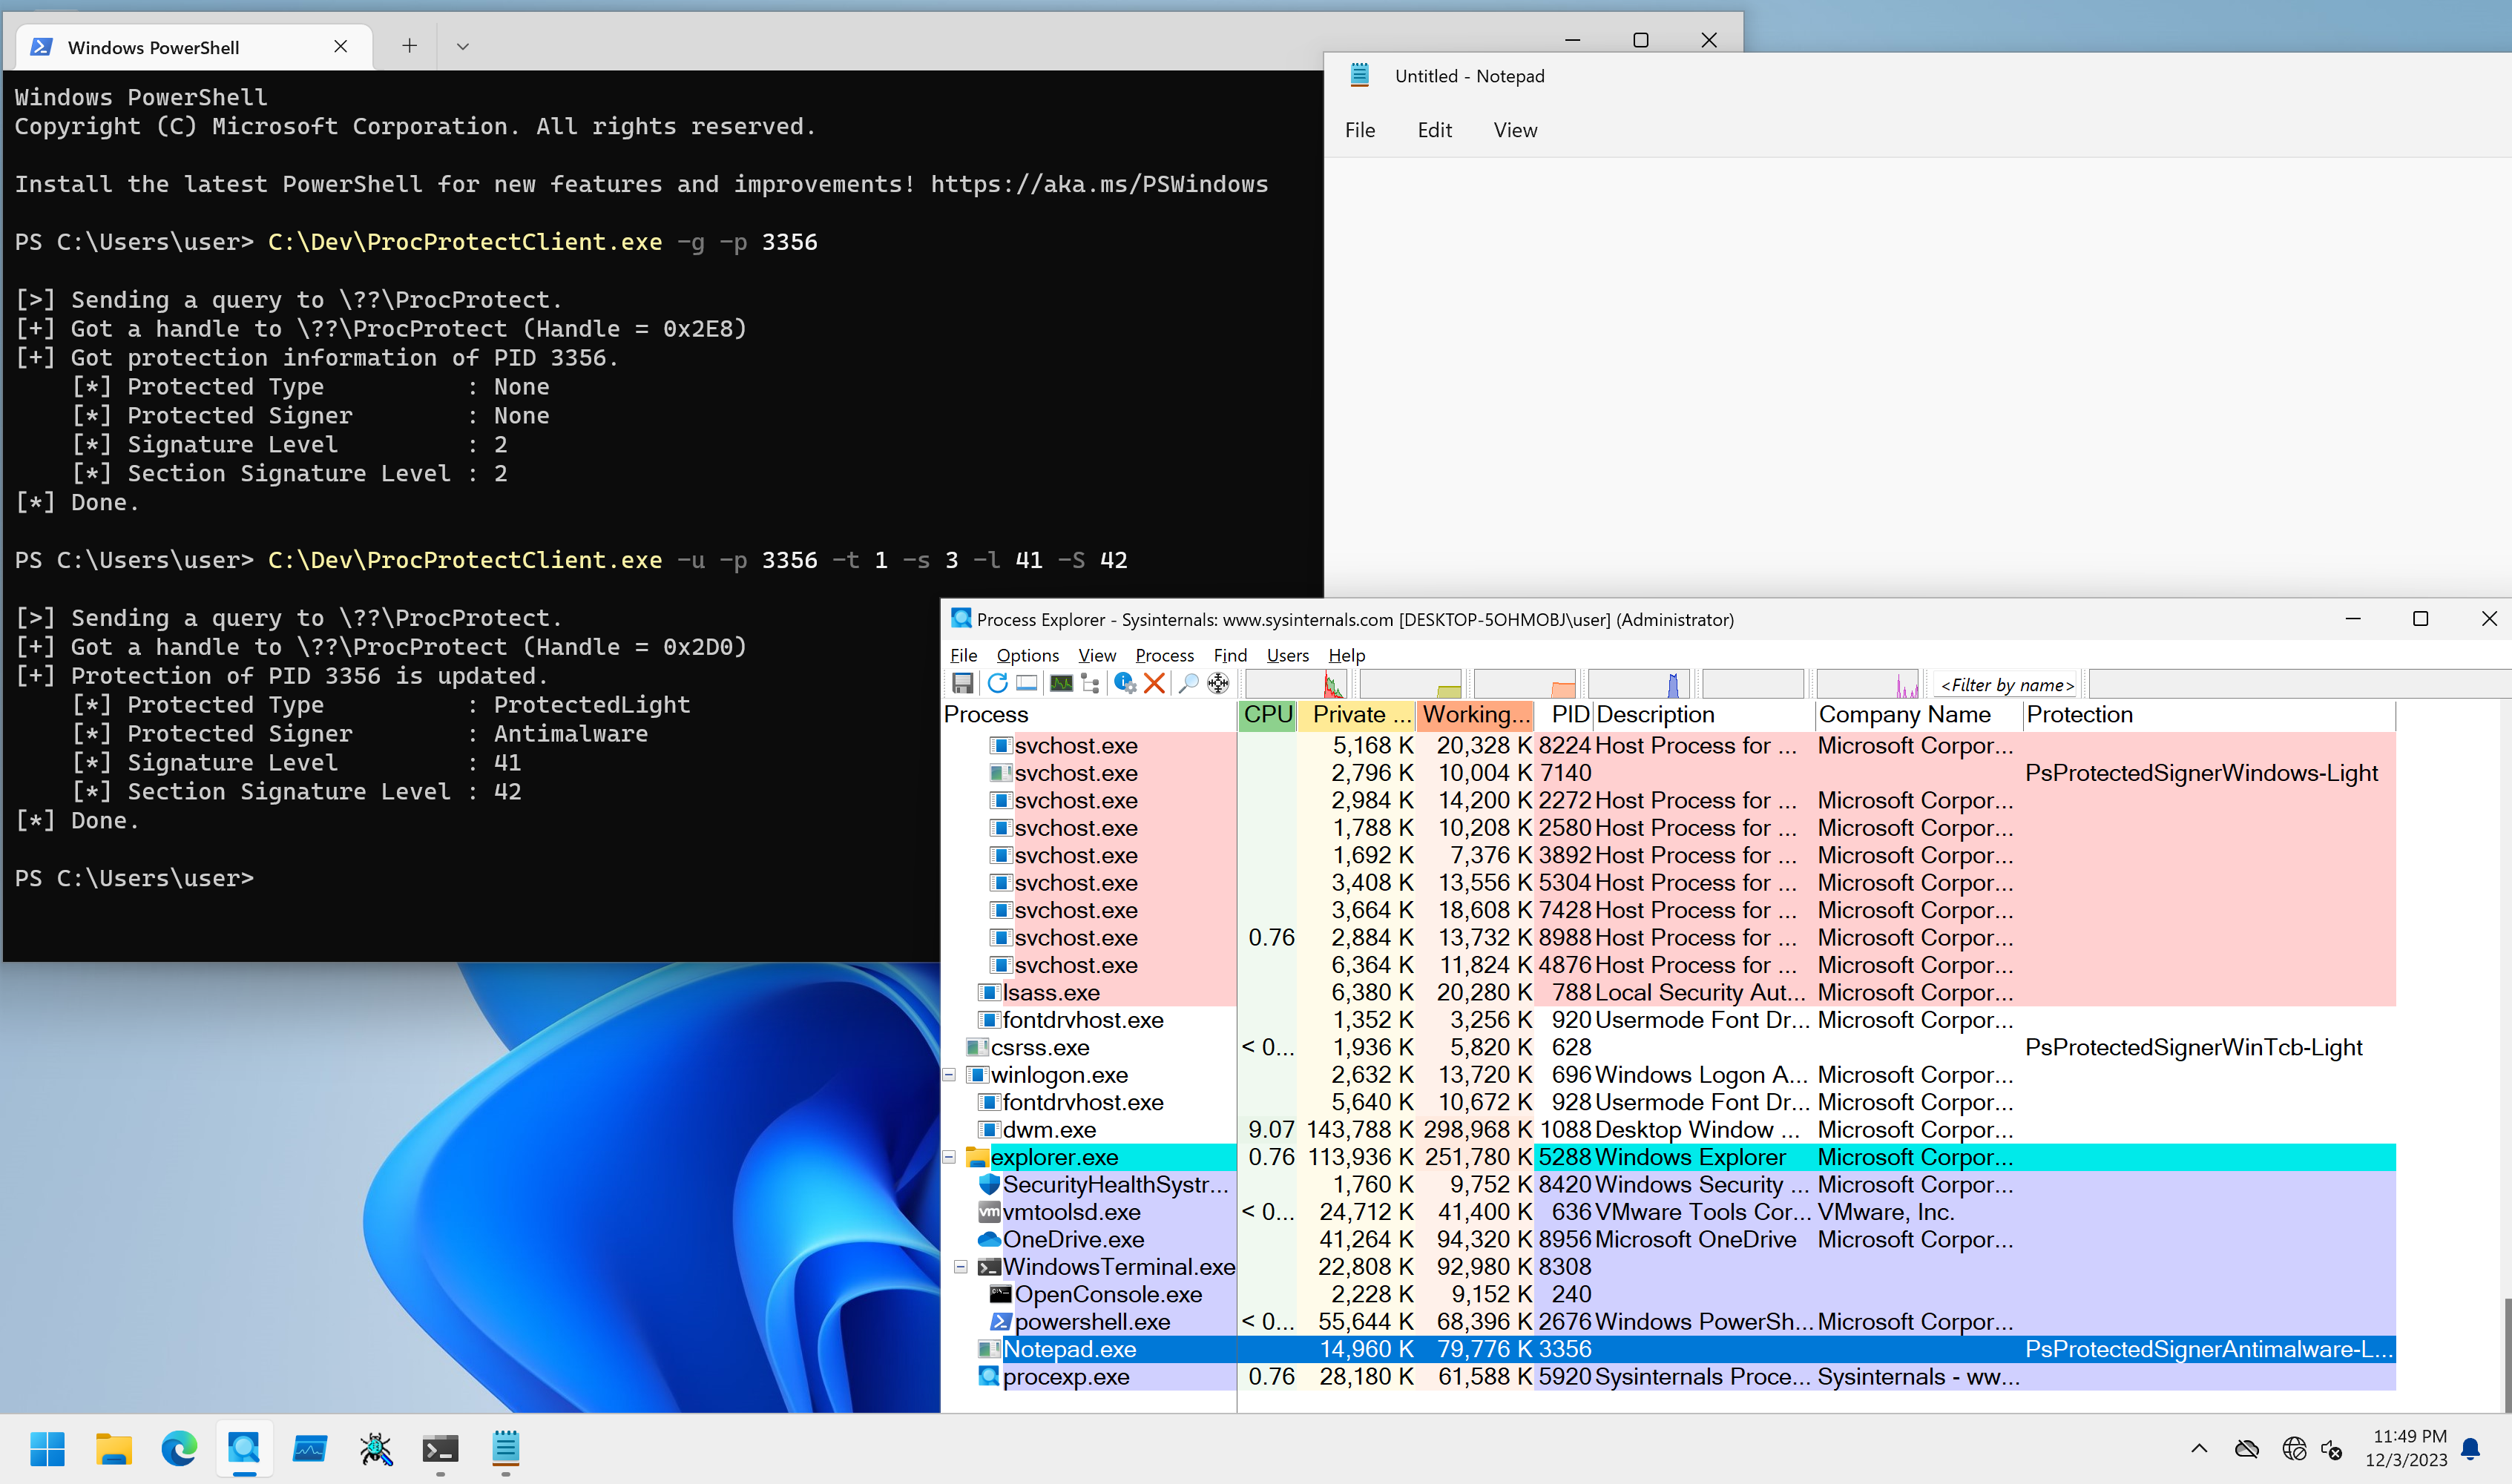 Windows PowerShell
Windows PowerShell
Copyright (C) Microsoft Corporation. All rights reserved.
Install the latest PowerShell for new features and improvements! https://aka.ms/PSWindows
PS C:\Users\user> C:\Dev\ProcProtectClient.exe -g -p 3356
[>] Sending a query to \??\ProcProtect.
[+] Got a handle to \??\ProcProtect (Handle = 0x2E8)
[+] Got protection information of PID 3356.
[*] Protected Type : None
[*] Protected Signer : None
[*] Signature Level : 2
[*] Section Signature Level : 2
[*] Done.
PS C:\Users\user> C:\Dev\ProcProtectClient.exe -u -p 3356 -t 1 -s 3 -l 41 -S 42
[>] Sending a query to \??\ProcProtect.
[+] Got a handle to \??\ProcProtect (Handle = 0x2D0)
[+] Protection of PID 3356 is updated.
[*] Protected Type : ProtectedLight
[*] Protected Signer : Antimalware
[*] Signature Level : 41
[*] Section Signature Level : 42
[*] Done.
PS C:\Users\user>
Untitled - Notepad
File Edit View
Process Explorer - Sysinternals: www.sysinternals.com [DESKTOP-5OHMOBJ\user] (Administrator)
File Options View Process Find Users Help
<Filter by name>
Process CPU Private ... Working... PID Description Company Name Protection
svchost.exe 5,168 K 20,328 K 8224 Host Process for ... Microsoft Corpor...
svchost.exe 2,796 K 10,004 K 7140 PsProtectedSignerWindows-Light
svchost.exe 2,984 K 14,200 K 2272 Host Process for ... Microsoft Corpor...
svchost.exe 1,788 K 10,208 K 2580 Host Process for ... Microsoft Corpor...
svchost.exe 1,692 K 7,376 K 3892 Host Process for ... Microsoft Corpor...
svchost.exe 3,408 K 13,556 K 5304 Host Process for ... Microsoft Corpor...
svchost.exe 3,664 K 18,608 K 7428 Host Process for ... Microsoft Corpor...
svchost.exe 0.76 2,884 K 13,732 K 8988 Host Process for ... Microsoft Corpor...
svchost.exe 6,364 K 11,824 K 4876 Host Process for ... Microsoft Corpor...
lsass.exe 6,380 K 20,280 K 788 Local Security Aut... Microsoft Corpor...
fontdrvhost.exe 1,352 K 3,256 K 920 Usermode Font Dr... Microsoft Corpor...
csrss.exe < 0... 1,936 K 5,820 K 628 PsProtectedSignerWinTcb-Light
winlogon.exe 2,632 K 13,720 K 696 Windows Logon A... Microsoft Corpor...
fontdrvhost.exe 5,640 K 10,672 K 928 Usermode Font Dr... Microsoft Corpor...
dwm.exe 9.07 143,788 K 298,968 K 1088 Desktop Window ... Microsoft Corpor...
explorer.exe 0.76 113,936 K 251,780 K 5288 Windows Explorer Microsoft Corpor...
SecurityHealthSystr... 1,760 K 9,752 K 8420 Windows Security ... Microsoft Corpor...
vm vmtoolsd.exe < 0... 24,712 K 41,400 K 636 VMware Tools Cor... VMware, Inc.
OneDrive.exe 41,264 K 94,320 K 8956 Microsoft OneDrive Microsoft Corpor...
WindowsTerminal.exe 22,808 K 92,980 K 8308
OpenConsole.exe 2,228 K 9,152 K 240
powershell.exe < 0... 55,644 K 68,396 K 2676 Windows PowerSh... Microsoft Corpor...
Notepad.exe 14,960 K 79,776 K 3356 PsProtectedSignerAntimalware-L...
procexp.exe 0.76 28,180 K 61,588 K 5920 Sysinternals Proce... Sysinternals - ww...
11:49 PM
12/3/2023